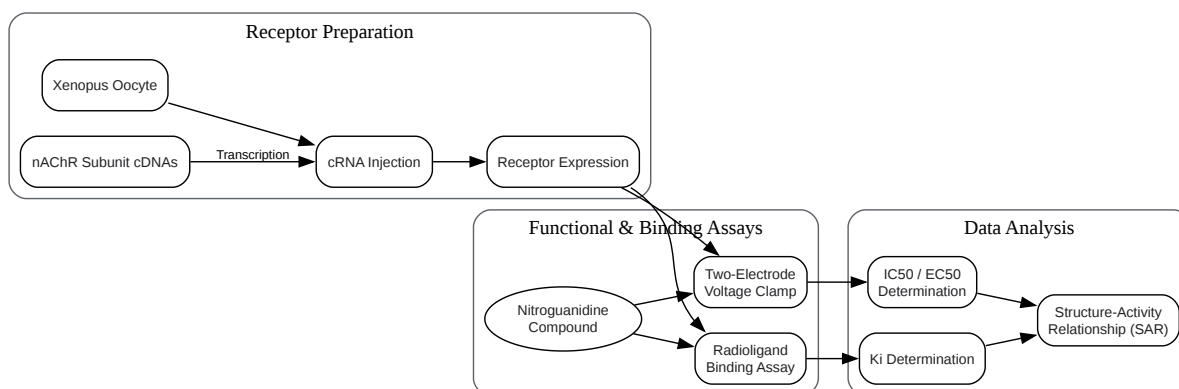 Receptor Preparation
Xenopus Oocyte
nAChR Subunit cDNAs
Transcription
cRNA Injection
Receptor Expression
Functional & Binding Assays
Two-Electrode
Voltage Clamp
Nitroguanidine
Compound
Radioligand
Binding Assay
Data Analysis
IC50 / EC50
Determination
Ki Determination
Structure-Activity
Relationship (SAR)